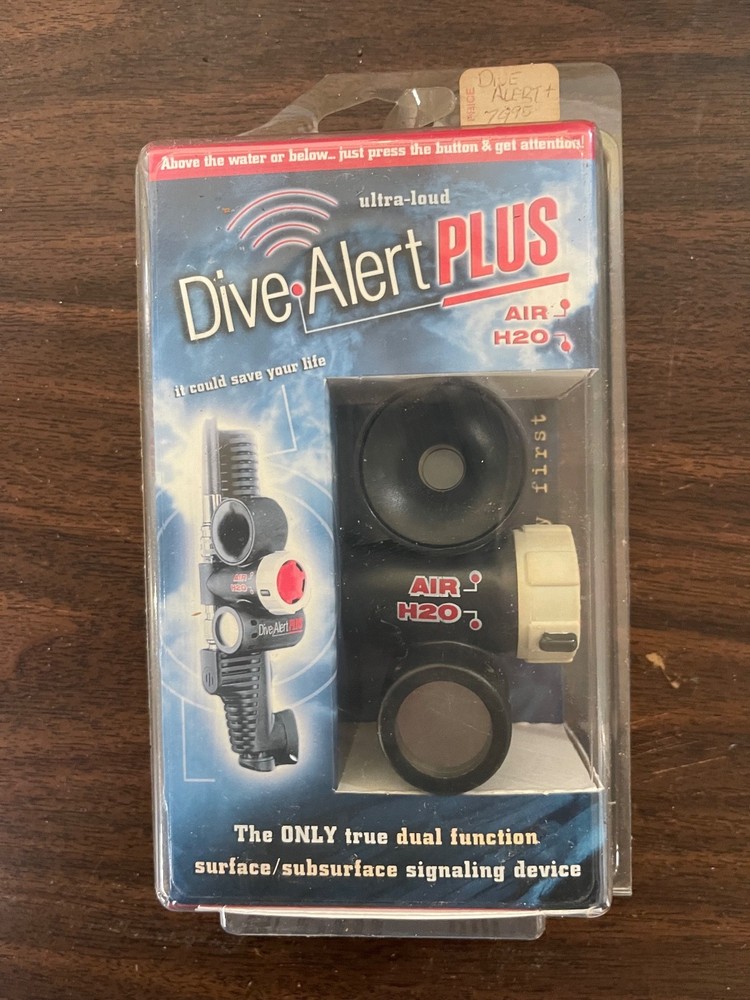 DIVE
ALERT+
7995
PRICE
Above the water or below... just press the button & get attention!
ultra-loud
Dive•Alert PLUS
AIR
H2O
it could save your life
y first
AIR
H2O
AIR
H2O
Dive•Alert PLUS
The ONLY true dual function
surface/subsurface signaling device